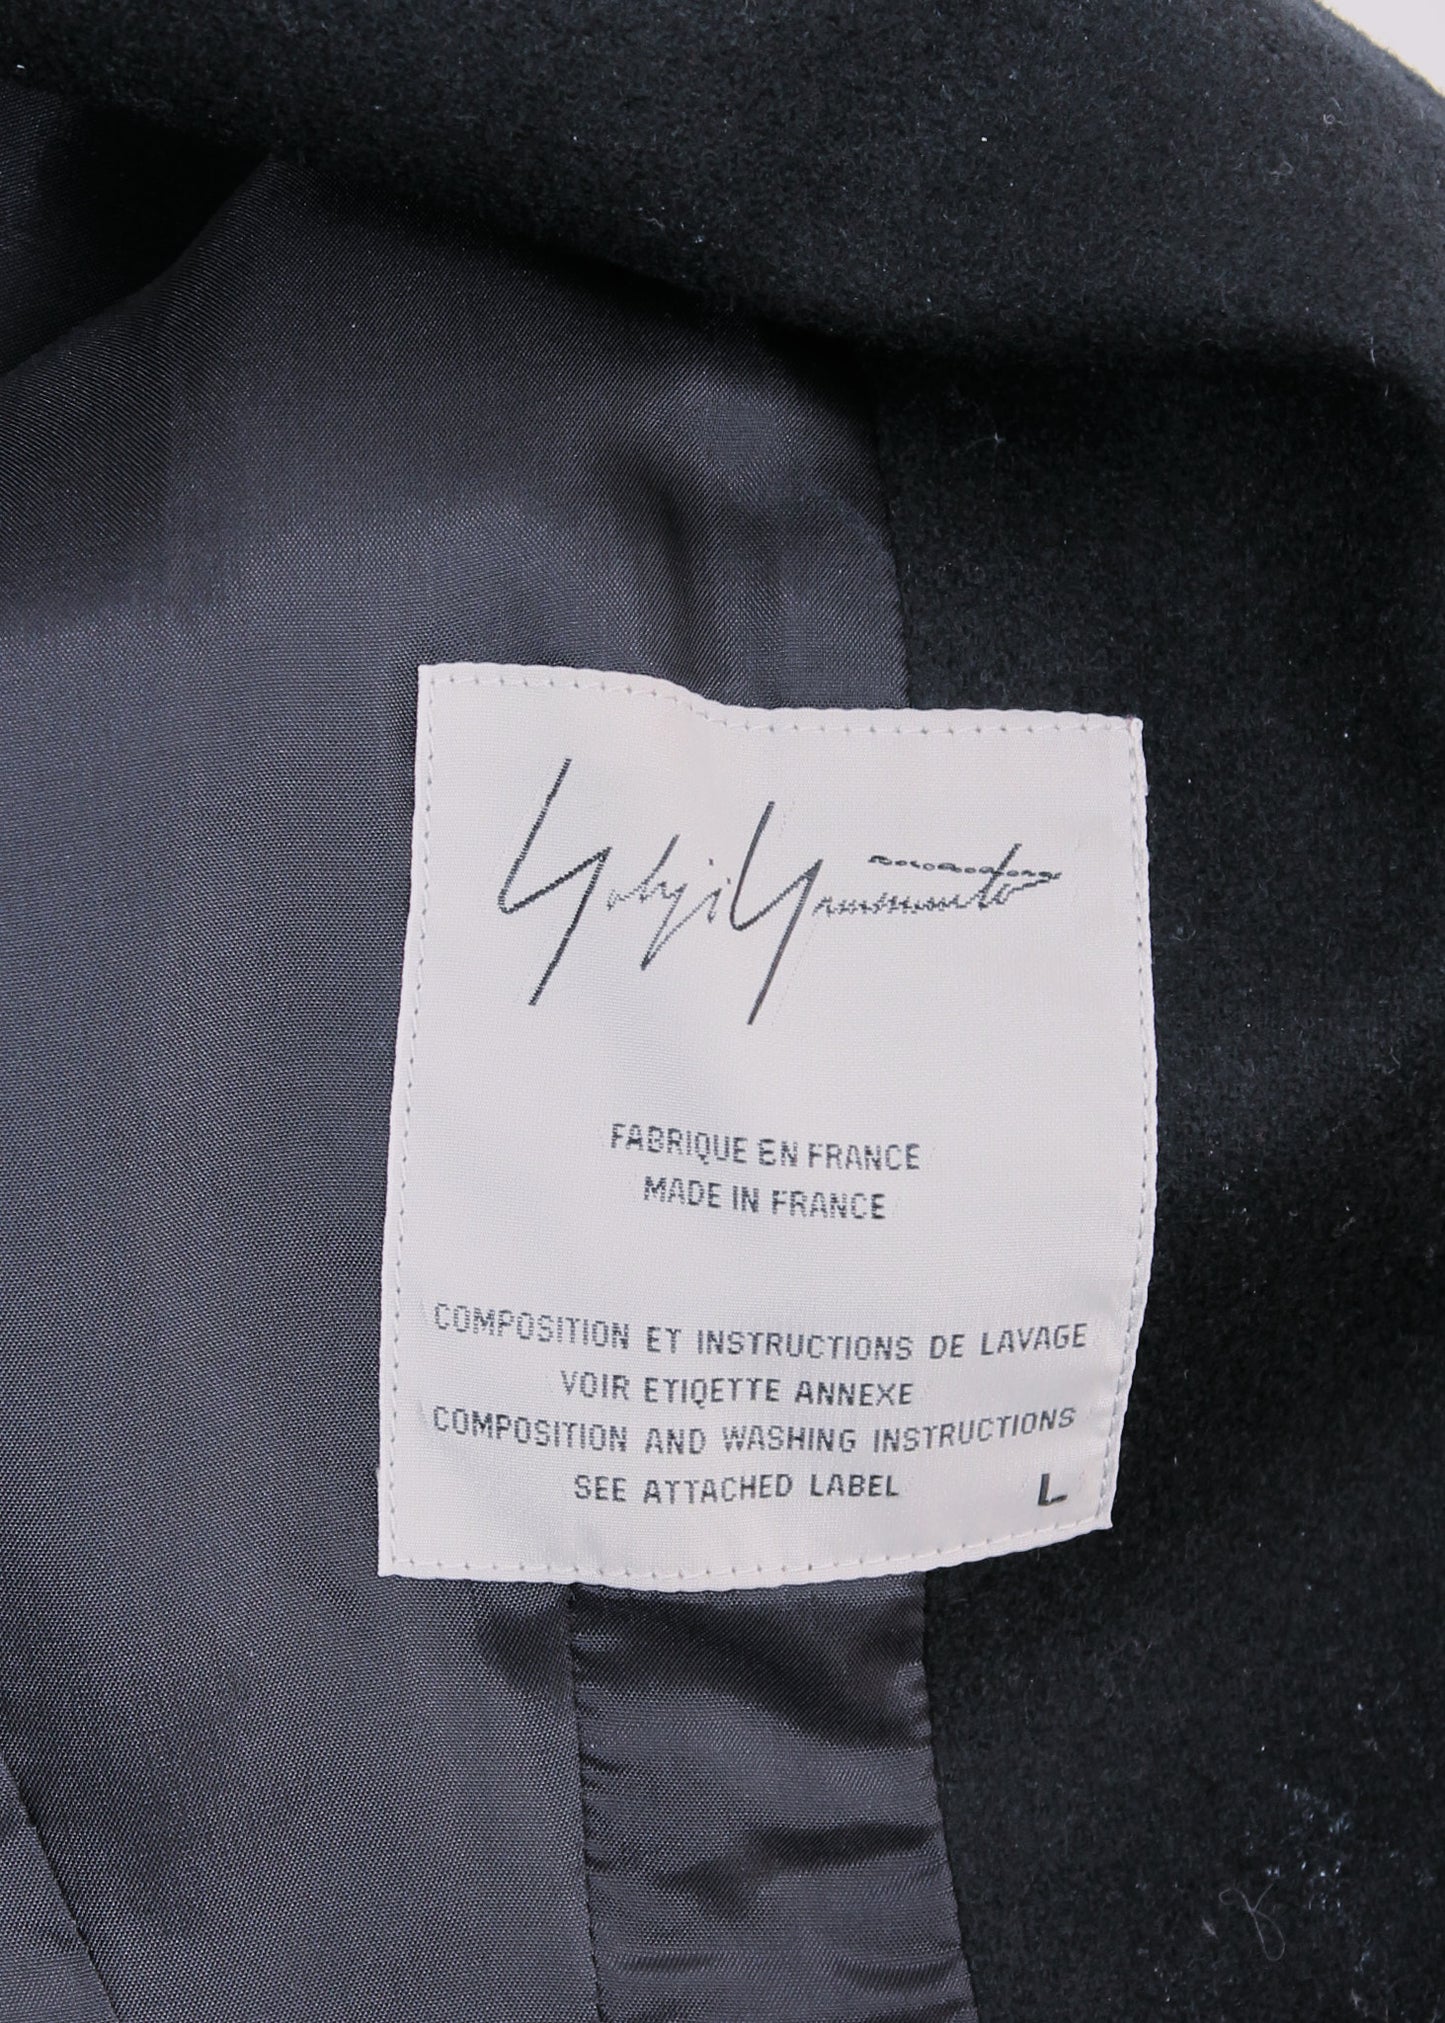 Yohji Yamamoto
FABRIQUE EN FRANCE
MADE IN FRANCE
COMPOSITION ET INSTRUCTIONS DE LAVAGE
VOIR ETIQETTE ANNEXE
COMPOSITION AND WASHING INSTRUCTIONS
SEE ATTACHED LABEL L